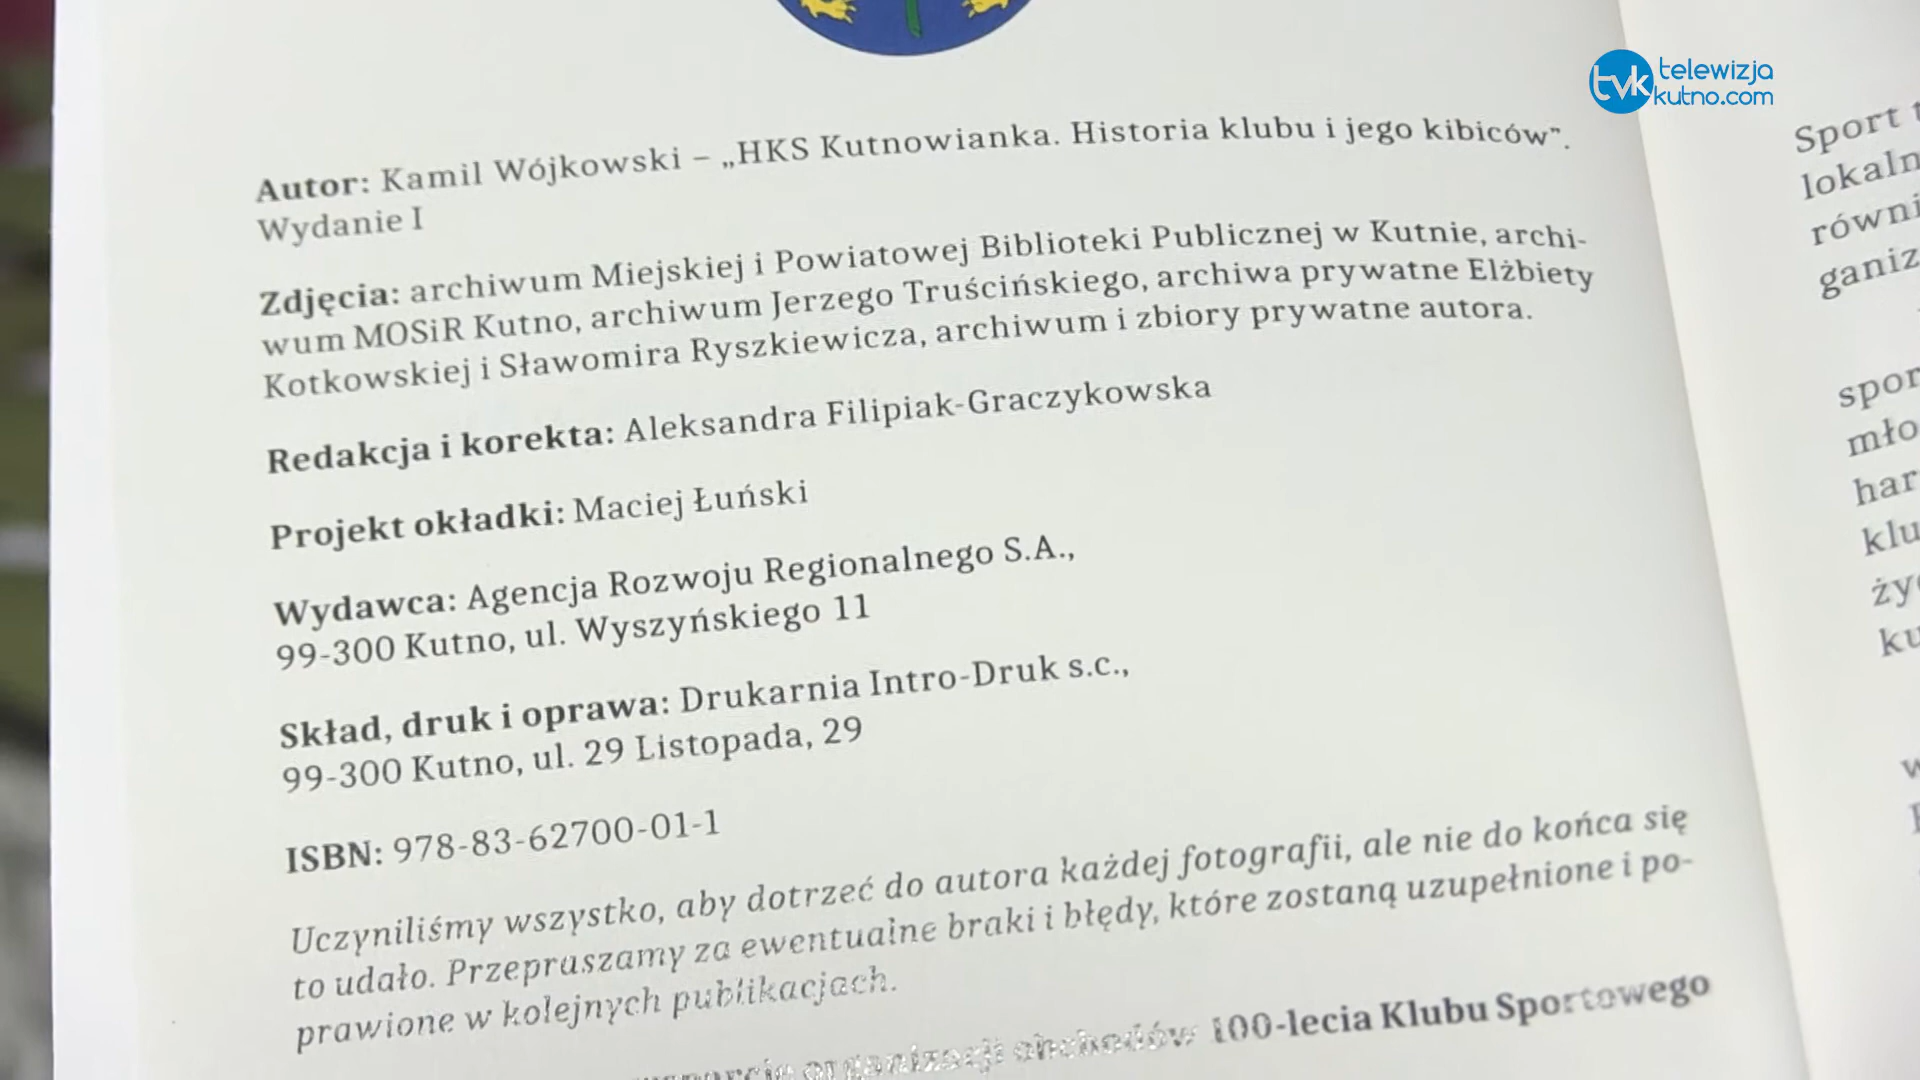 tvk telewizja
kutno.com
Autor: Kamil Wójkowski – „HKS Kutnowianka. Historia klubu i jego kibiców”.
Wydanie I
Zdjęcia: archiwum Miejskiej i Powiatowej Biblioteki Publicznej w Kutnie, archi-
wum MOSiR Kutno, archiwum Jerzego Truścińskiego, archiwa prywatne Elżbiety
Kotkowskiej i Sławomira Ryszkiewicza, archiwum i zbiory prywatne autora.
Redakcja i korekta: Aleksandra Filipiak-Graczykowska
Projekt okładki: Maciej Łuński
Wydawca: Agencja Rozwoju Regionalnego S.A.,
99-300 Kutno, ul. Wyszyńskiego 11
Skład, druk i oprawa: Drukarnia Intro-Druk s.c.,
99-300 Kutno, ul. 29 Listopada, 29
ISBN: 978-83-62700-01-1
Uczyniliśmy wszystko, aby dotrzeć do autora każdej fotografii, ale nie do końca się
to udało. Przepraszamy za ewentualne braki i błędy, które zostaną uzupełnione i po-
prawione w kolejnych publikacjach.
organizacji obchodów 100-lecia Klubu Sportowego
Sport
lokaln
równi
ganiz
spor
mło
har
klu
ży
ku